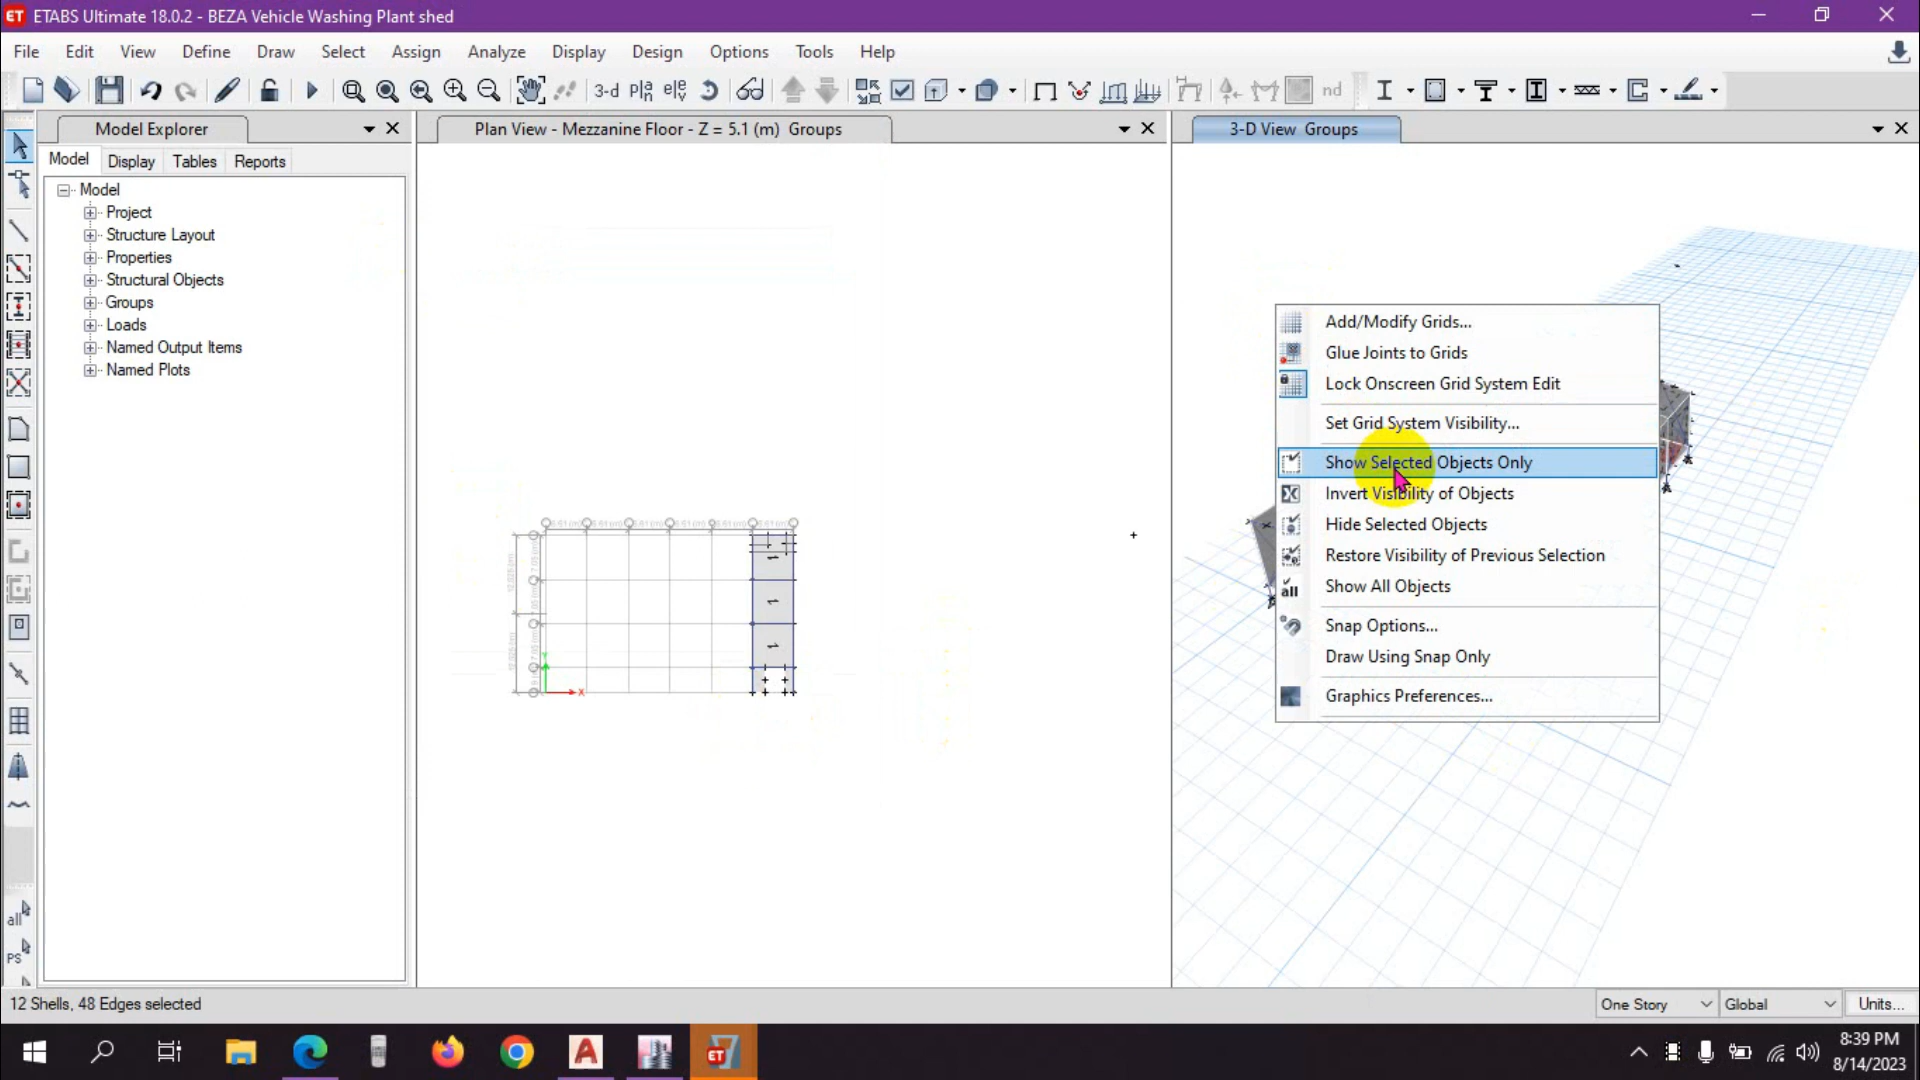 ETABS Ultimate 18.0.2 - BEZA Vehicle Washing Plant shed
File Edit View Define Draw Select Assign Analyze Display Design Options Tools Help
3-d nd
Model Explorer
Plan View - Mezzanine Floor - Z = 5.1 (m) Groups
3-D View Groups
Model Display Tables Reports
Model
Project
Structure Layout
Properties
Structural Objects
Groups
Loads
Named Output Items
Named Plots
Add/Modify Grids...
Glue Joints to Grids
Lock Onscreen Grid System Edit
Set Grid System Visibility...
Show Selected Objects Only
Invert Visibility of Objects
Hide Selected Objects
Restore Visibility of Previous Selection
all Show All Objects
Snap Options...
Draw Using Snap Only
Graphics Preferences...
X
Y
all
PS
12 Shells, 48 Edges selected
One Story Global Units...
8:39 PM
8/14/2023